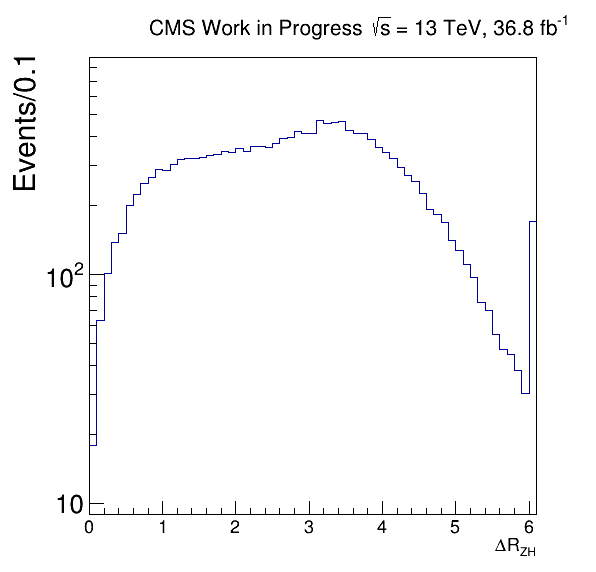 CMS Work in Progress √s = 13 TeV, 36.8 fb⁻¹
Events/0.1
10²
10
0 1 2 3 4 5 6
ΔR_ZH